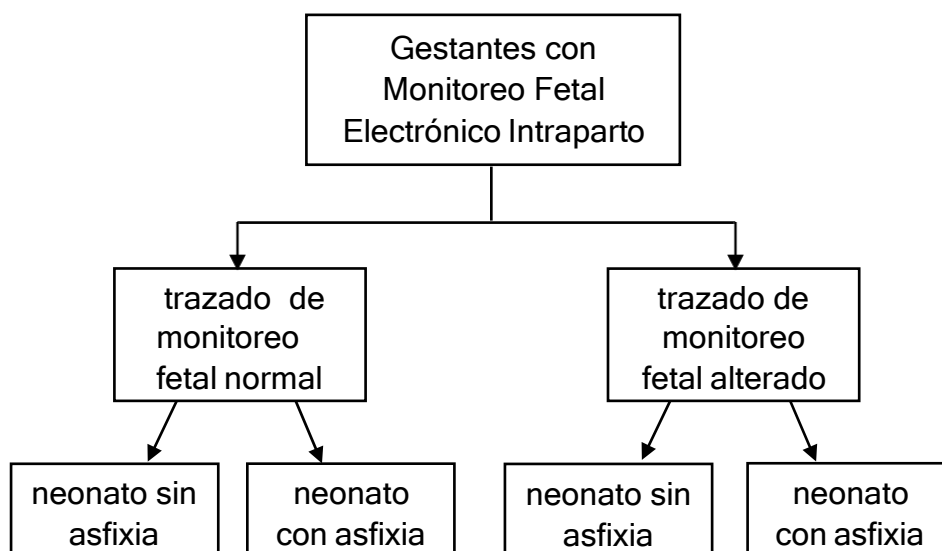 Gestantes con
Monitoreo Fetal
Electrónico Intraparto
trazado de
monitoreo
fetal normal
trazado de
monitoreo
fetal alterado
neonato sin
asfixia
neonato
con asfixia
neonato sin
asfixia
neonato
con asfixia